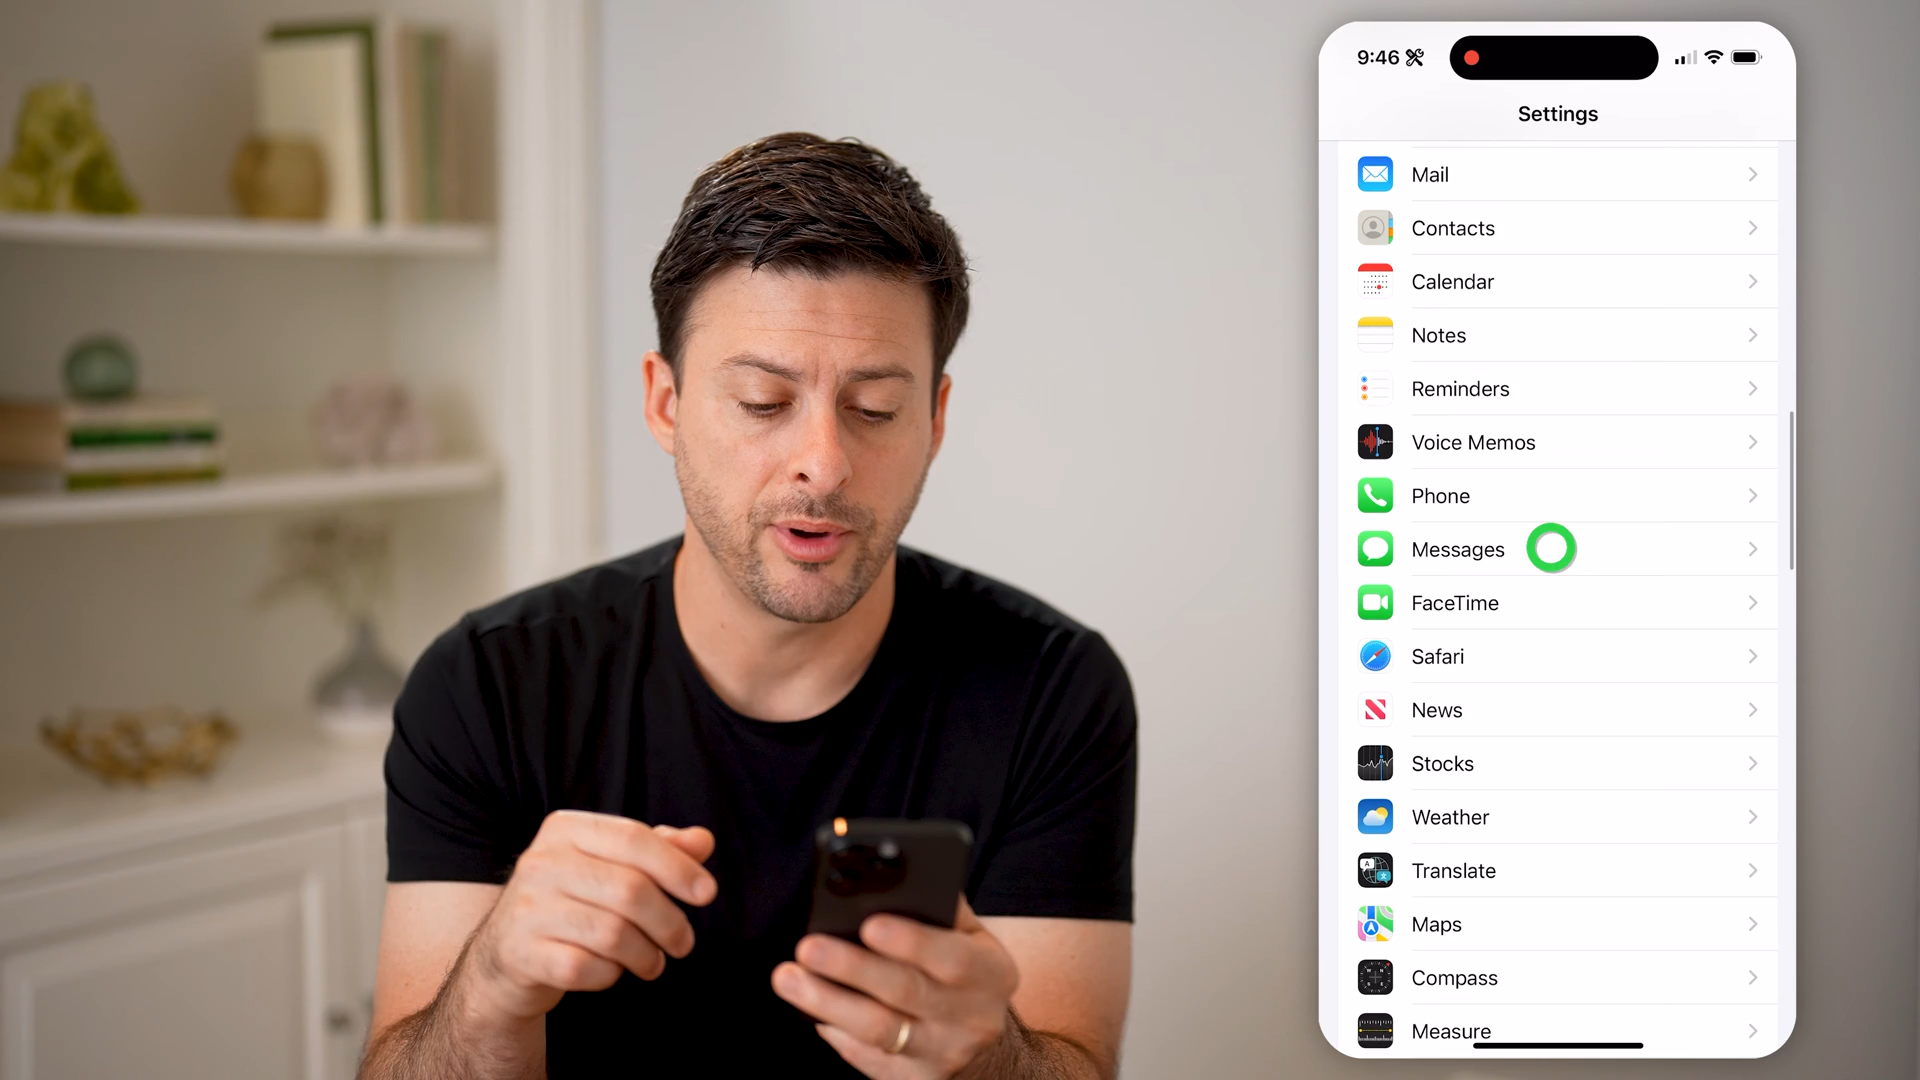 9:46
Settings
Mail
Contacts
Calendar
Notes
Reminders
Voice Memos
Phone
Messages
FaceTime
Safari
News
Stocks
Weather
Translate
Maps
Compass
Measure